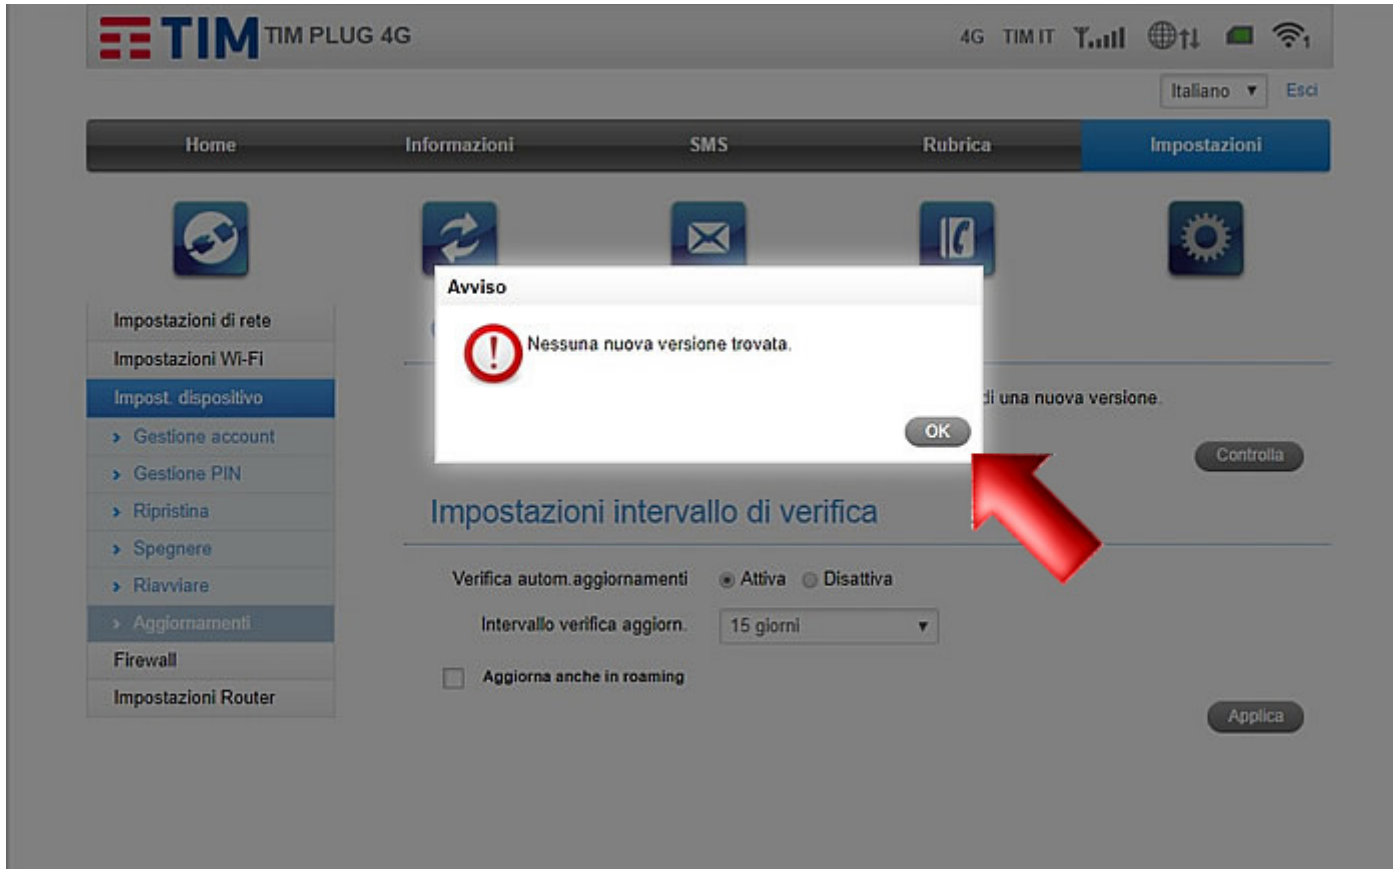 TIM TIM PLUG 4G
4G TIM IT 1
Italiano Esci
Home Informazioni SMS Rubrica Impostazioni
Avviso
Nessuna nuova versione trovata.
OK
Impostazioni di rete
Impostazioni Wi-Fi
Impost. dispositivo
Gestione account
Gestione PIN
Ripristina
Spegnere
Riavviare
Aggiornamenti
Firewall
Impostazioni Router
di una nuova versione.
Controlla
Impostazioni intervallo di verifica
Verifica autom.aggiornamenti Attiva Disattiva
Intervallo verifica aggiorn. 15 giorni
Aggiorna anche in roaming
Applica